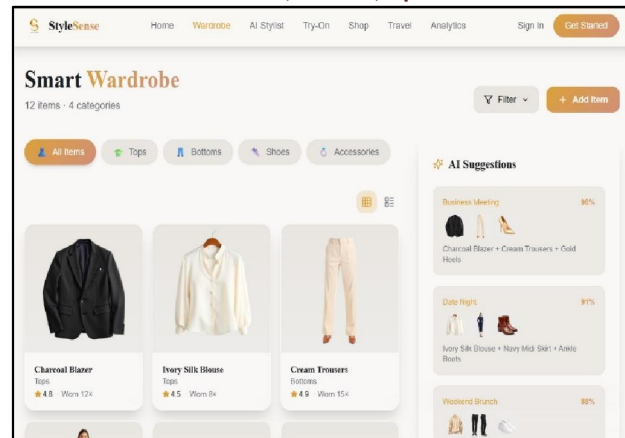 StyleSense
Home Wardrobe AI Stylist Try-On Shop Travel Analytics Sign In Get Started
Smart Wardrobe
12 items · 4 categories
Filter
+ Add Item
All Items Tops Bottoms Shoes Accessories
AI Suggestions
Business Meeting 96%
Charcoal Blazer + Cream Trousers + Gold
Heels
Date Night 91%
Ivory Silk Blouse + Navy Midi Skirt + Ankle
Boots
Weekend Brunch 88%
Charcoal Blazer
Tops
4.8 Worn 12×
Ivory Silk Blouse
Tops
4.5 Worn 8×
Cream Trousers
Bottoms
4.9 Worn 15×